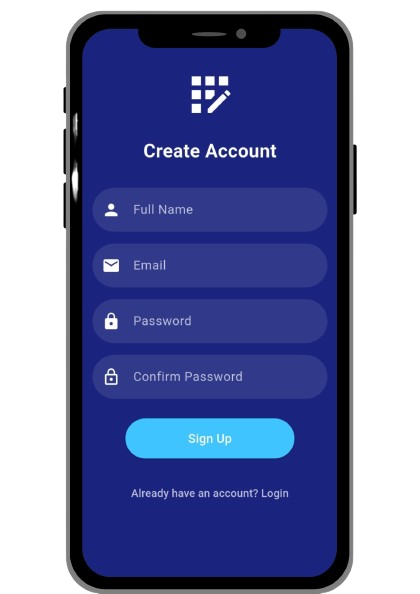 Create Account
Full Name
Email
Password
Confirm Password
Sign Up
Already have an account? Login